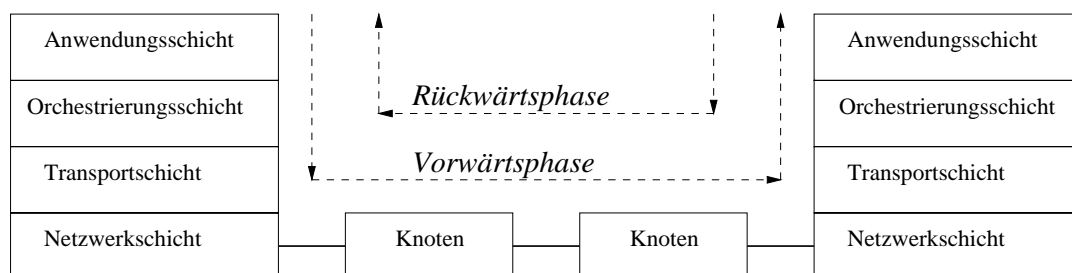 Anwendungsschicht
Anwendungsschicht
Orchestrierungsschicht
Rückwärtsphase
Orchestrierungsschicht
Transportschicht
Vorwärtsphase
Transportschicht
Netzwerkschicht
Knoten
Knoten
Netzwerkschicht